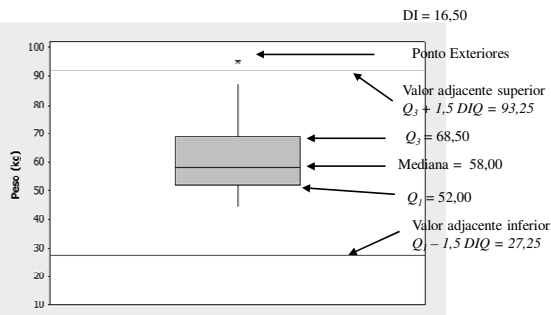 DI = 16,50
Ponto Exteriores
Valor adjacente superior
Q3 + 1,5 DIQ = 93,25
Q3 = 68,50
Mediana = 58,00
Q1 = 52,00
Valor adjacente inferior
Q1 – 1,5 DIQ = 27,25
Peso (kg)
100
90
80
70
60
50
40
30
20
10